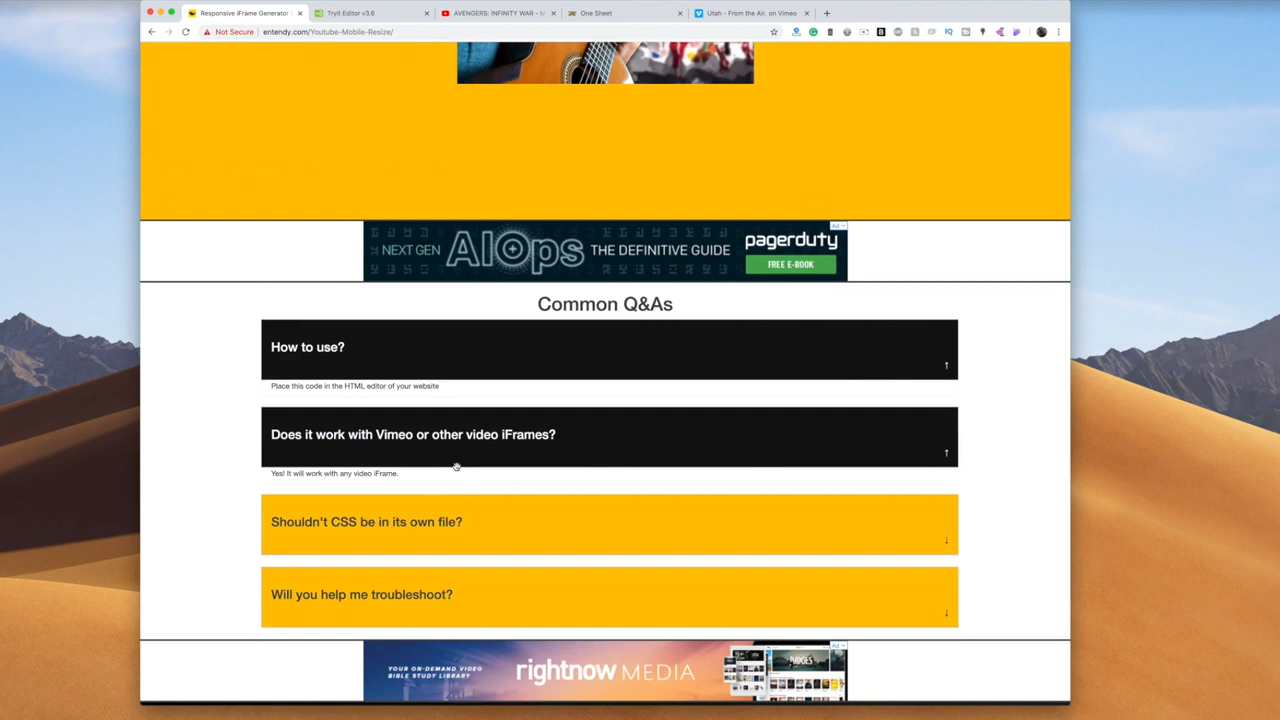 Responsive iFrame Generator
Tryit Editor v3.6
AVENGERS: INFINITY WAR - M
One Sheet
Utah - From the Air. on Vimeo
Not Secure
entendy.com/Youtube-Mobile-Resize/
NEXT GEN AIOps THE DEFINITIVE GUIDE
pagerduty
FREE E-BOOK
Ad
Common Q&As
How to use?
↑
Place this code in the HTML editor of your website
Does it work with Vimeo or other video iFrames?
↑
Yes! It will work with any video iFrame.
Shouldn't CSS be in its own file?
↓
Will you help me troubleshoot?
↓
YOUR ON-DEMAND VIDEO
BIBLE STUDY LIBRARY
rightnow MEDIA
JUDGES
Ad